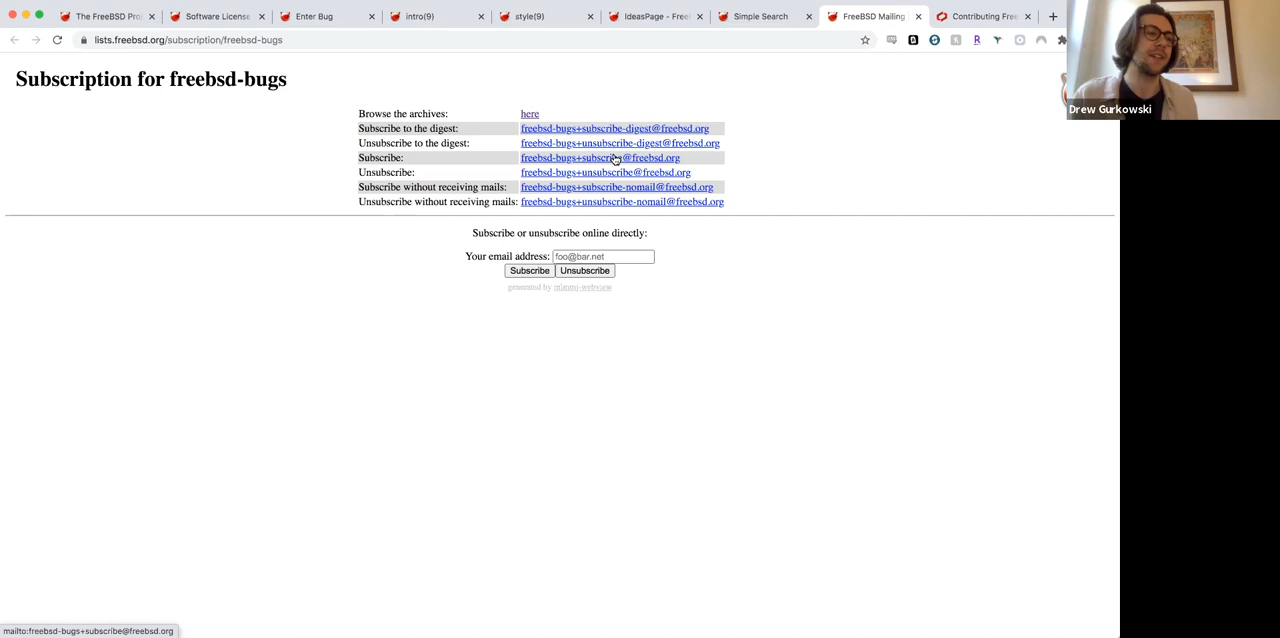 The FreeBSD Pro
Software License
Enter Bug
intro(9)
style(9)
IdeasPage - Free
Simple Search
FreeBSD Mailing
Contributing Free
lists.freebsd.org/subscription/freebsd-bugs
Drew Gurkowski
Subscription for freebsd-bugs
Browse the archives: here
Subscribe to the digest: freebsd-bugs+subscribe-digest@freebsd.org
Unsubscribe to the digest: freebsd-bugs+unsubscribe-digest@freebsd.org
Subscribe: freebsd-bugs+subscribe@freebsd.org
Unsubscribe: freebsd-bugs+unsubscribe@freebsd.org
Subscribe without receiving mails: freebsd-bugs+subscribe-nomail@freebsd.org
Unsubscribe without receiving mails: freebsd-bugs+unsubscribe-nomail@freebsd.org
Subscribe or unsubscribe online directly:
Your email address: foo@bar.net
Subscribe Unsubscribe
generated by mlmmj-webview
mailto:freebsd-bugs+subscribe@freebsd.org